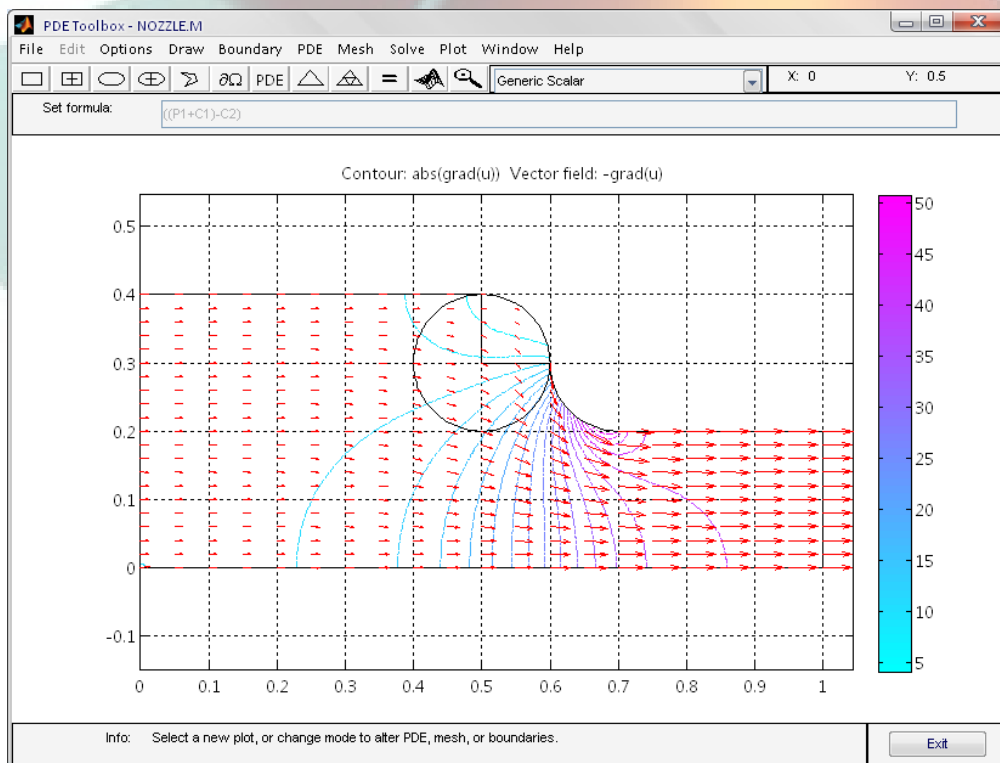 PDE Toolbox - NOZZLE.M
File Edit Options Draw Boundary PDE Mesh Solve Plot Window Help
∂Ω PDE = Generic Scalar X: 0 Y: 0.5
Set formula: ((P1+C1)-C2)
Contour: abs(grad(u)) Vector field: -grad(u)
0.5
0.4
0.3
0.2
0.1
0
-0.1
0 0.1 0.2 0.3 0.4 0.5 0.6 0.7 0.8 0.9 1
50
45
40
35
30
25
20
15
10
5
Info: Select a new plot, or change mode to alter PDE, mesh, or boundaries.
Exit